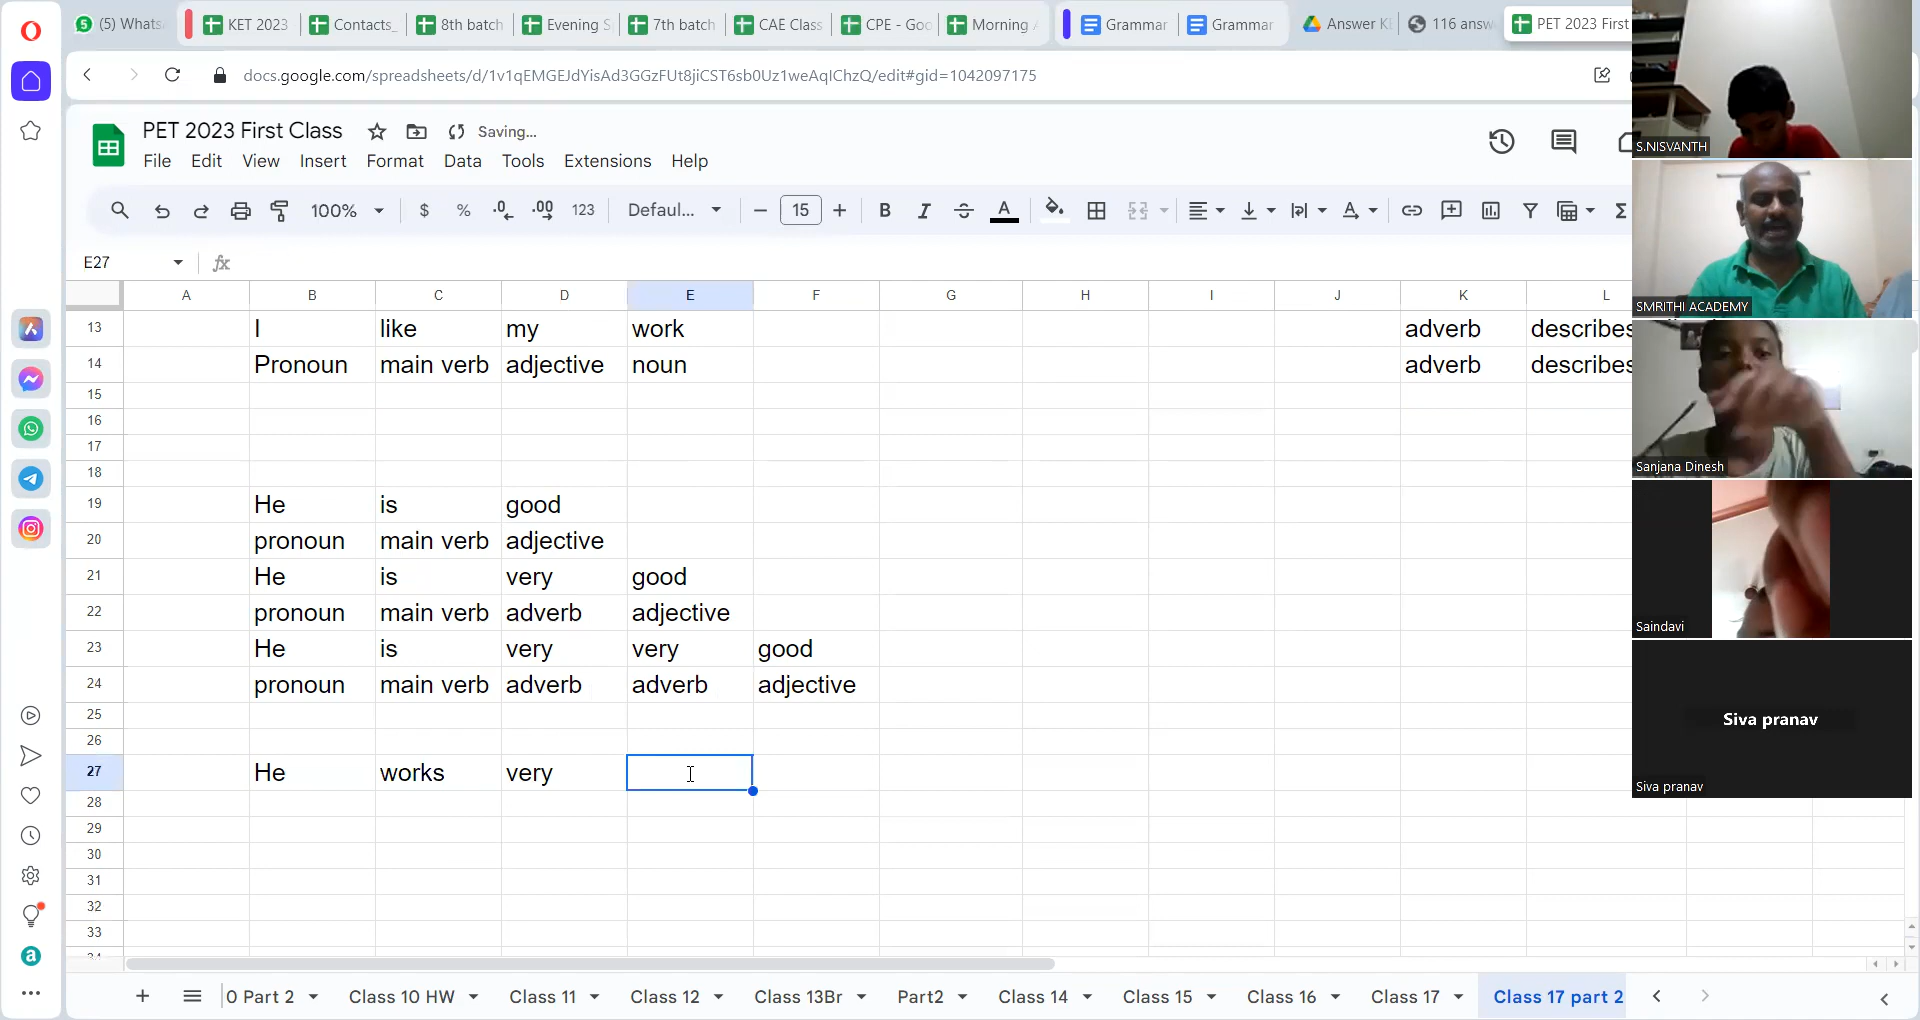 (5) Whats
KET 2023
Contacts_
8th batch
Evening S
7th batch
CAE Class
CPE - Goo
Morning A
Grammar
Grammar
Answer K
116 answ
PET 2023 First
docs.google.com/spreadsheets/d/1v1qEMGEJdYisAd3GGzFUt8jiCST6sb0Uz1weAqIChzQ/edit#gid=1042097175
PET 2023 First Class
Saving...
File Edit View Insert Format Data Tools Extensions Help
100% $ % .0 .00 123 Defaul... 15 B I A
E27
fx
A B C D E F G H I J K L
13 I like my work adverb describes
14 Pronoun main verb adjective noun adverb describes
15
16
17
18
19 He is good
20 pronoun main verb adjective
21 He is very good
22 pronoun main verb adverb adjective
23 He is very very good
24 pronoun main verb adverb adverb adjective
25
26
27 He works very
28
29
30
31
32
33
0 Part 2
Class 10 HW
Class 11
Class 12
Class 13Br
Part2
Class 14
Class 15
Class 16
Class 17
Class 17 part 2
S.NISVANTH
SMRITHI ACADEMY
Sanjana Dinesh
Saindavi
Siva pranav
Siva pranav